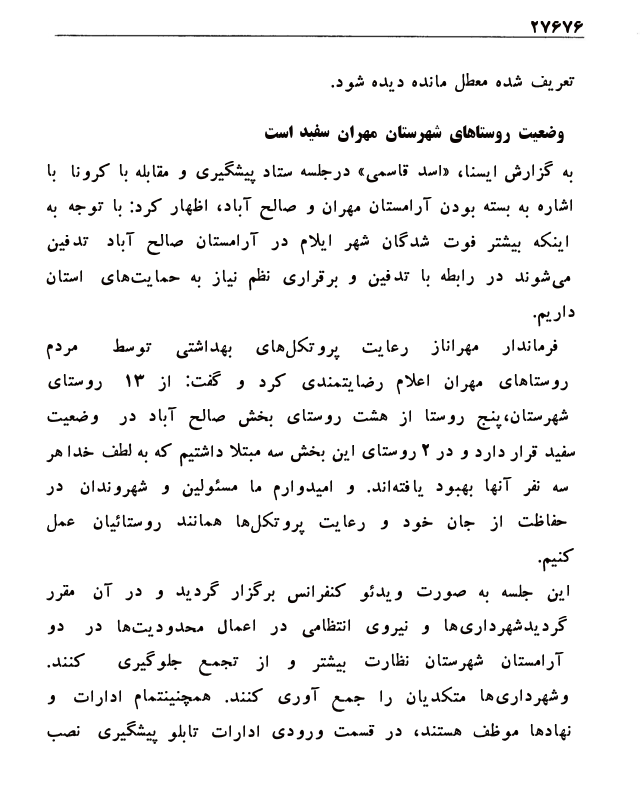 ۲۷۶۷۶
تعریف شده معطل مانده دیده شود.
وضعیت روستاهای شهرستان مهران سفید است
به گزارش ایسنا، «اسد قاسمی» درجلسه ستاد پیشگیری و مقابله با کرونا با
اشاره به بسته بودن آرامستان مهران و صالح آباد، اظهار کرد: با توجه به
اینکه بیشتر فوت شدگان شهر ایلام در آرامستان صالح آباد تدفین
می‌شوند در رابطه با تدفین و برقراری نظم نیاز به حمایت‌های استان
داریم.
فرماندار مهراناز رعایت پروتکل‌های بهداشتی توسط مردم
روستاهای مهران اعلام رضایتمندی کرد و گفت: از ۱۳ روستای
شهرستان،پنج روستا از هشت روستای بخش صالح آباد در وضعیت
سفید قرار دارد و در ۲ روستای این بخش سه مبتلا داشتیم که به لطف خدا هر
سه نفر آنها بهبود یافته‌اند. و امیدوارم ما مسئولین و شهروندان در
حفاظت از جان خود و رعایت پروتکل‌ها همانند روستائیان عمل
کنیم.
این جلسه به صورت ویدئو کنفرانس برگزار گردید و در آن مقرر
گردیدشهرداری‌ها و نیروی انتظامی در اعمال محدودیت‌ها در دو
آرامستان شهرستان نظارت بیشتر و از تجمع جلوگیری کنند.
وشهرداری‌ها متکدیان را جمع آوری کنند. همچنینتمام ادارات و
نهادها موظف هستند، در قسمت ورودی ادارات تابلو پیشگیری نصب